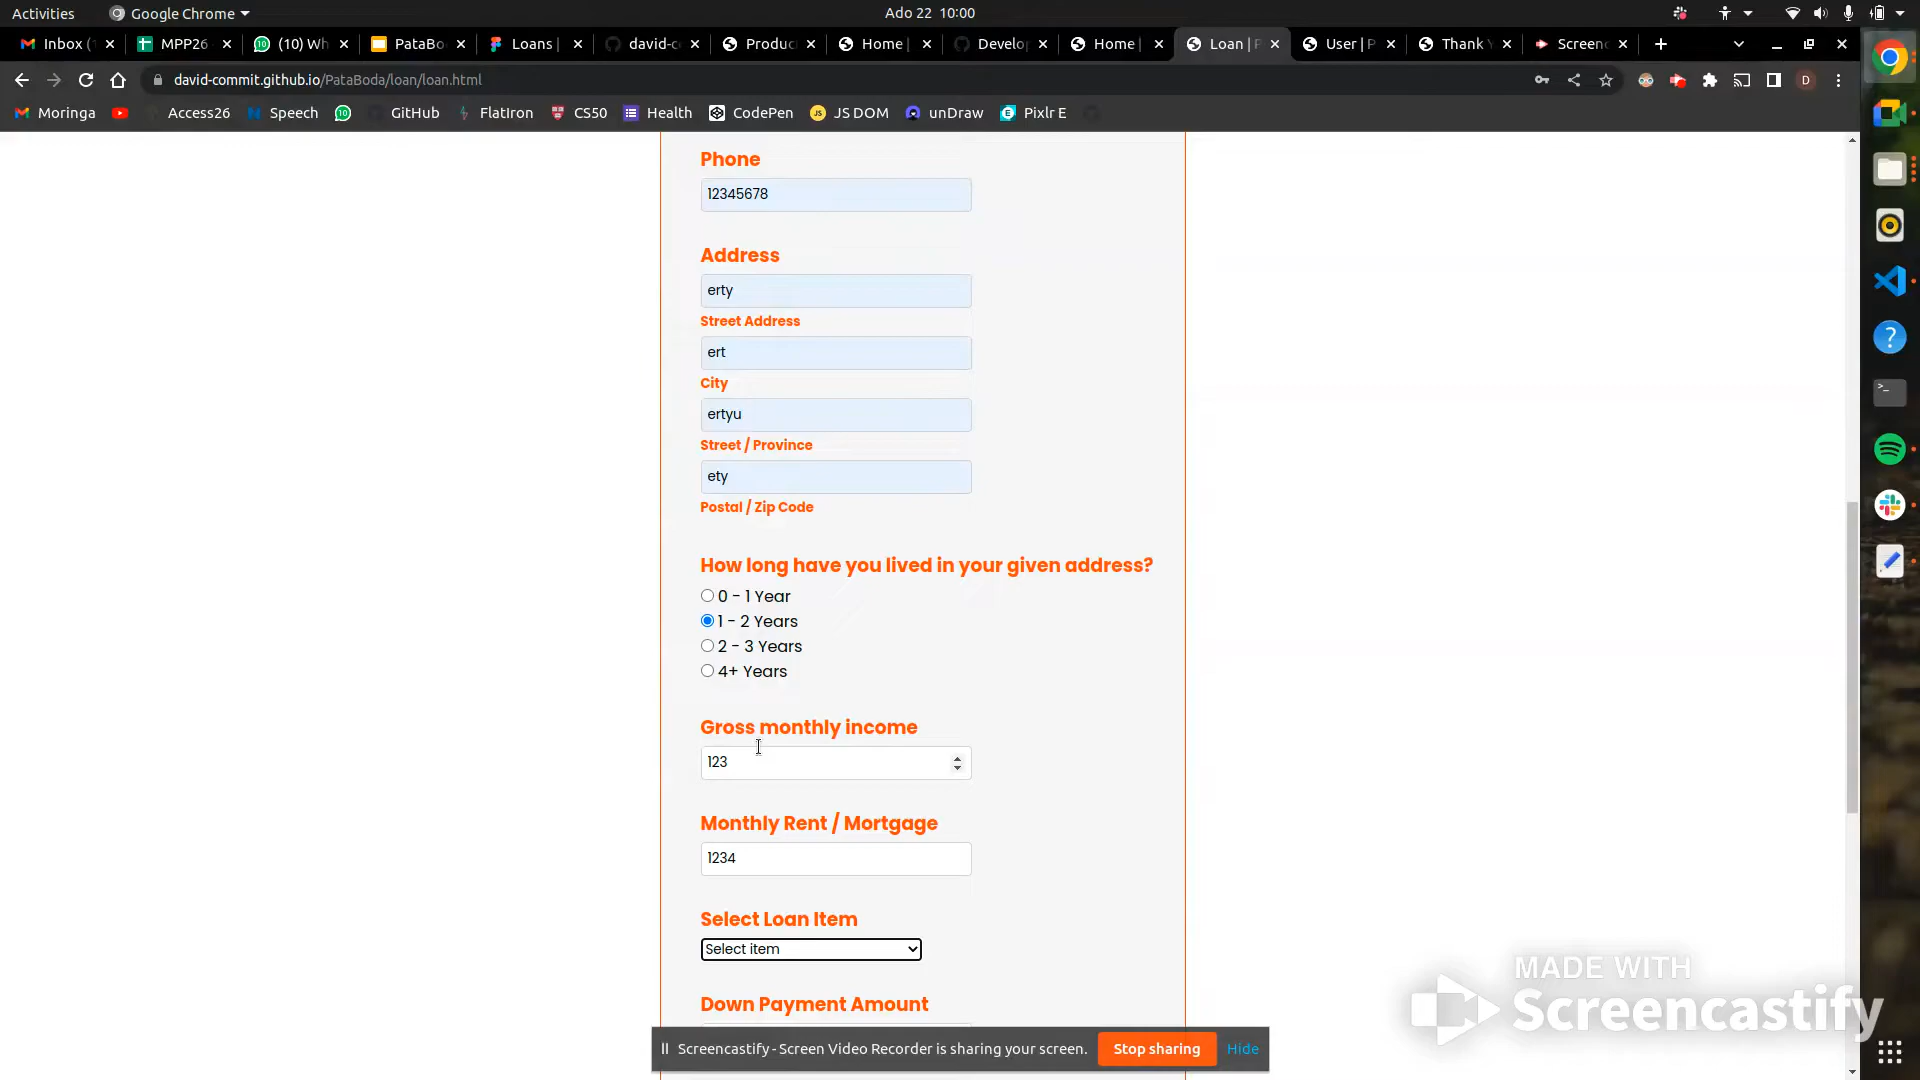 Activities Google Chrome Ado 22 10:00
Inbox ( MPP26 (10) Wh PataBo Loans | david-c Produc Home | Develo Home | Loan | P User | P Thank Y Screenc
david-commit.github.io/PataBoda/loan/loan.html D
Moringa Access26 Speech GitHub FlatIron CS50 Health CodePen JS DOM unDraw Pixlr E
Phone
12345678
Address
erty
Street Address
ert
City
ertyu
Street / Province
ety
Postal / Zip Code
How long have you lived in your given address?
0 - 1 Year
1 - 2 Years
2 - 3 Years
4+ Years
Gross monthly income
123
Monthly Rent / Mortgage
1234
Select Loan Item
Select item
Down Payment Amount
MADE WITH
Screencastify
Screencastify - Screen Video Recorder is sharing your screen. Stop sharing Hide